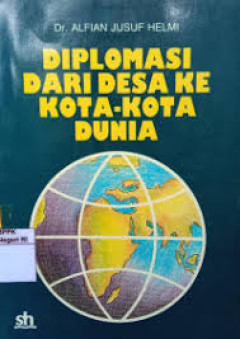 Dr. ALFIAN JUSUF HELMI
DIPLOMASI
DARI DESA KE
KOTA-KOTA
DUNIA
sh